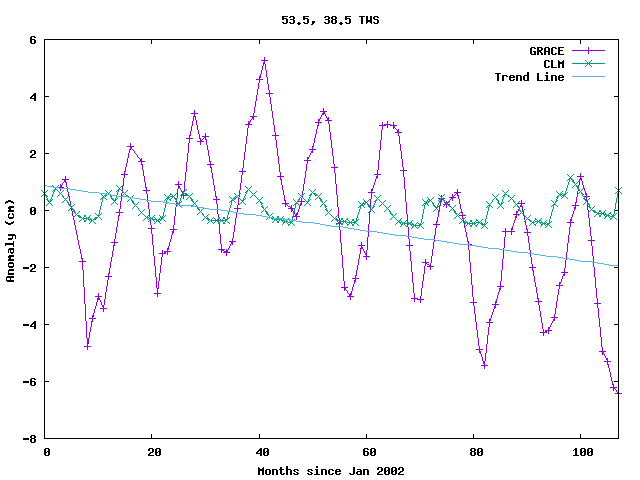 53.5, 38.5 TWS
GRACE
CLM
Trend Line
6
4
2
0
-2
-4
-6
-8
Anomaly (cm)
0 20 40 60 80 100
Months since Jan 2002